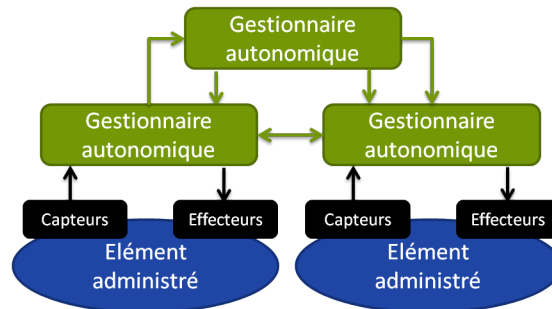 Gestionnaire
autonomique
Gestionnaire
autonomique
Gestionnaire
autonomique
Capteurs
Effecteurs
Capteurs
Effecteurs
Elément
administré
Elément
administré